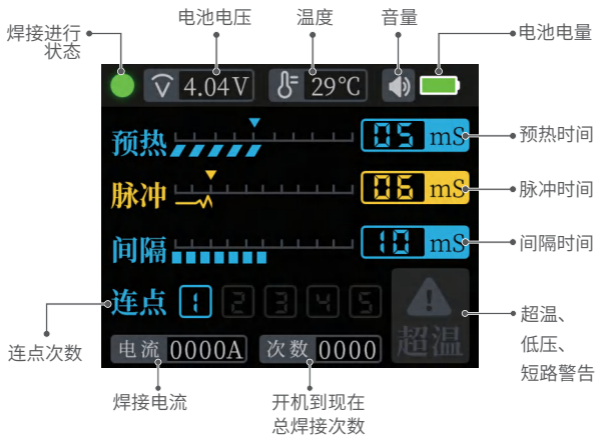 电池电压
温度
音量
焊接进行
状态
电池电量
4.04V
29℃
预热
05 mS
预热时间
脉冲
06 mS
脉冲时间
间隔
10 mS
间隔时间
连点 1 2 3 4 5
超温
超温、
低压、
短路警告
连点次数
电流 0000A
次数 0000
焊接电流
开机到现在
总焊接次数